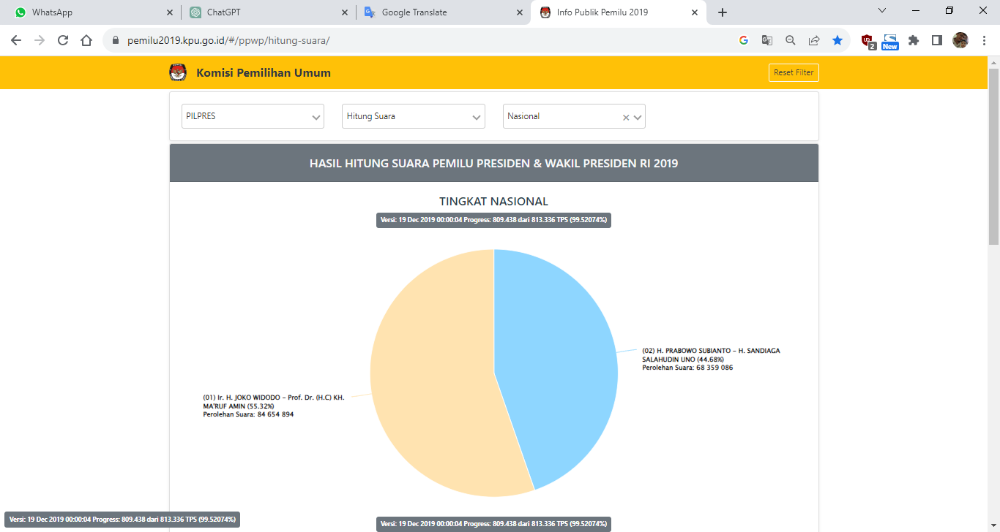 WhatsApp
ChatGPT
Google Translate
Info Publik Pemilu 2019
pemilu2019.kpu.go.id/#/ppwp/hitung-suara/
2
New
Komisi Pemilihan Umum
Reset Filter
PILPRES
Hitung Suara
Nasional
HASIL HITUNG SUARA PEMILU PRESIDEN & WAKIL PRESIDEN RI 2019
TINGKAT NASIONAL
Versi: 19 Dec 2019 00:00:04 Progress: 809.438 dari 813.336 TPS (99.52074%)
(02) H. PRABOWO SUBIANTO - H. SANDIAGA
SALAHUDIN UNO (44.68%)
Perolehan Suara: 68 359 086
(01) Ir. H. JOKO WIDODO - Prof. Dr. (H.C) KH.
MA'RUF AMIN (55.32%)
Perolehan Suara: 84 654 894
Versi: 19 Dec 2019 00:00:04 Progress: 809.438 dari 813.336 TPS (99.52074%)
Versi: 19 Dec 2019 00:00:04 Progress: 809.438 dari 813.336 TPS (99.52074%)